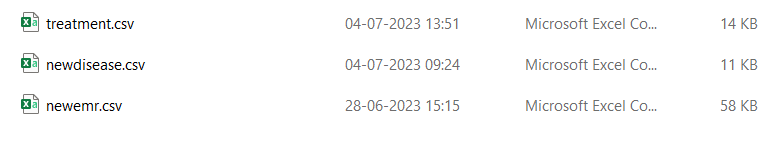 treatment.csv 04-07-2023 13:51 Microsoft Excel Co... 14 KB
newdisease.csv 04-07-2023 09:24 Microsoft Excel Co... 11 KB
newemr.csv 28-06-2023 15:15 Microsoft Excel Co... 58 KB